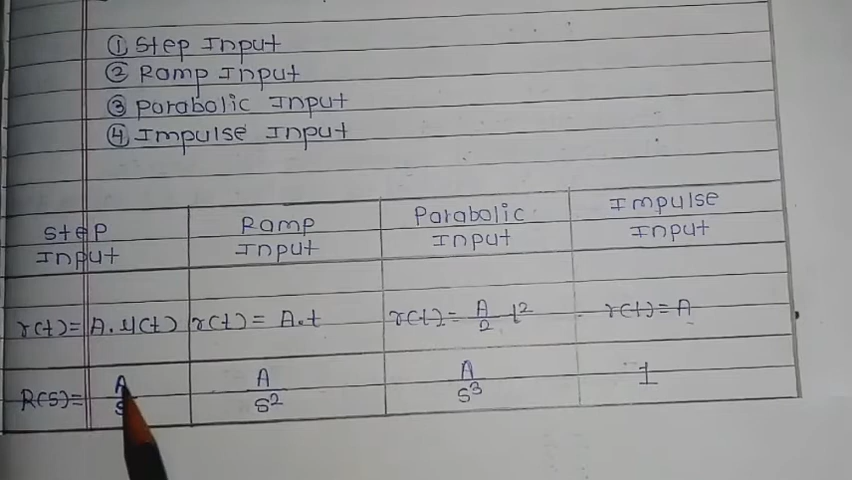 ① Step Input
② Ramp Input
③ Parabolic Input
④ Impulse Input
Step Input
Ramp Input
Parabolic Input
Impulse Input
r(t)= A.u(t)
r(t)= A.t
r(t)= A/2 t²
r(t)= A
R(s)= A/s
A/s²
A/s³
1